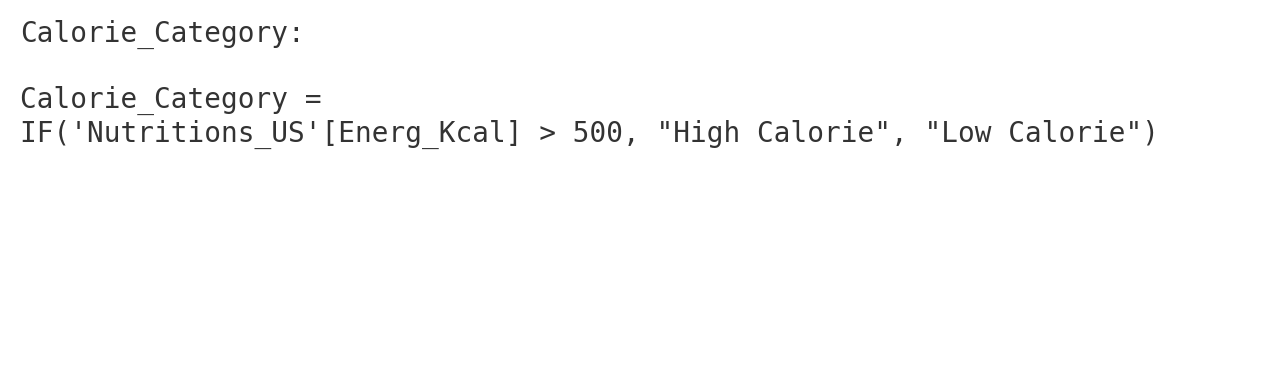 Calorie_Category:
Calorie_Category =
IF('Nutritions_US'[Energ_Kcal] > 500, "High Calorie", "Low Calorie")